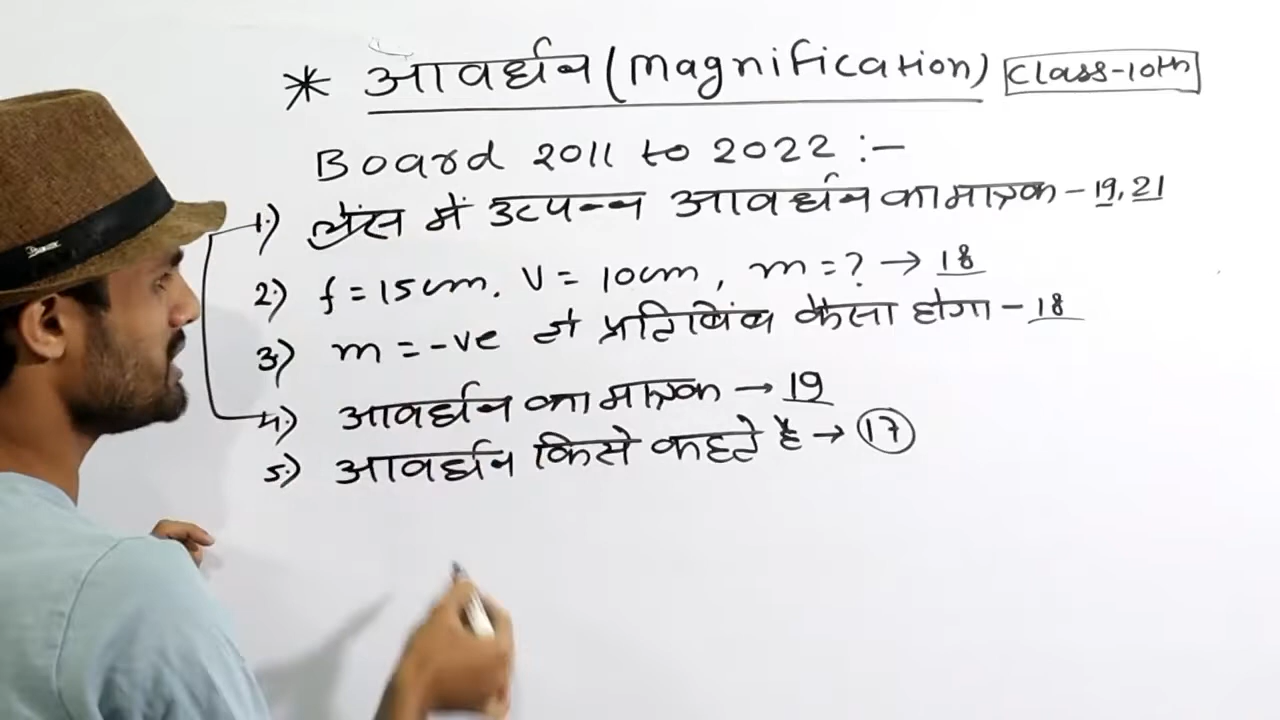 * आवर्धन (Magnification) Class-10th
Board 2011 to 2022 :-
1.) लेंस में उत्पन्न आवर्धन का मात्रक - 19, 21
2.) f = 15cm. V = 10cm, m = ? → 18
3.) m = -ve तो प्रतिबिंब कैसा होगा - 18
4.) आवर्धन का मात्रक → 19
5.) आवर्धन किसे कहते है → 17